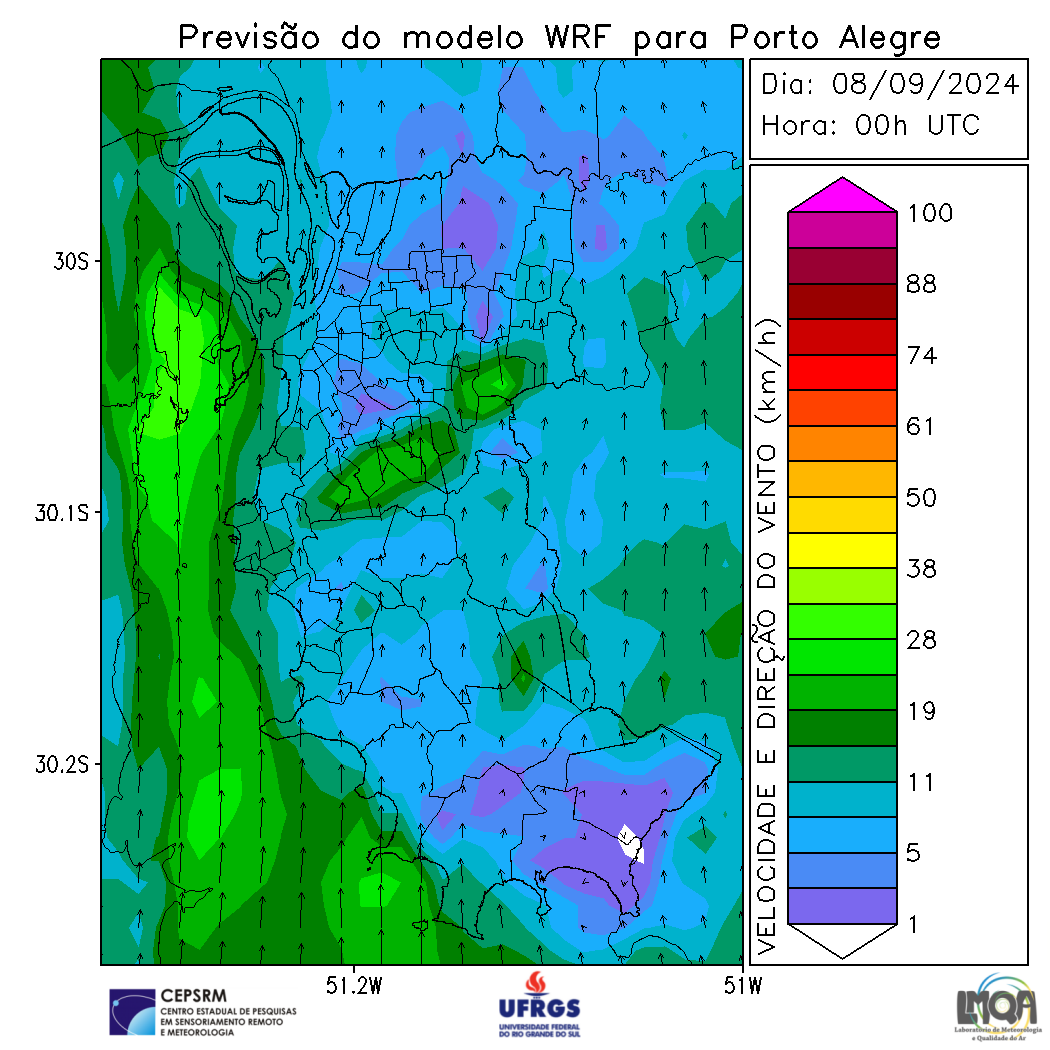 Previsão do modelo WRF para Porto Alegre
Dia: 08/09/2024
Hora: 00h UTC
30S
30.1S
30.2S
51.2W
51W
VELOCIDADE E DIREÇÃO DO VENTO (km/h)
100
88
74
61
50
38
28
19
11
5
1
CEPSRM
CENTRO ESTADUAL DE PESQUISAS
EM SENSORIAMENTO REMOTO
E METEOROLOGIA
UFRGS
UNIVERSIDADE FEDERAL
DO RIO GRANDE DO SUL
LMQA
Laboratório de Meteorologia
e Qualidade do Ar